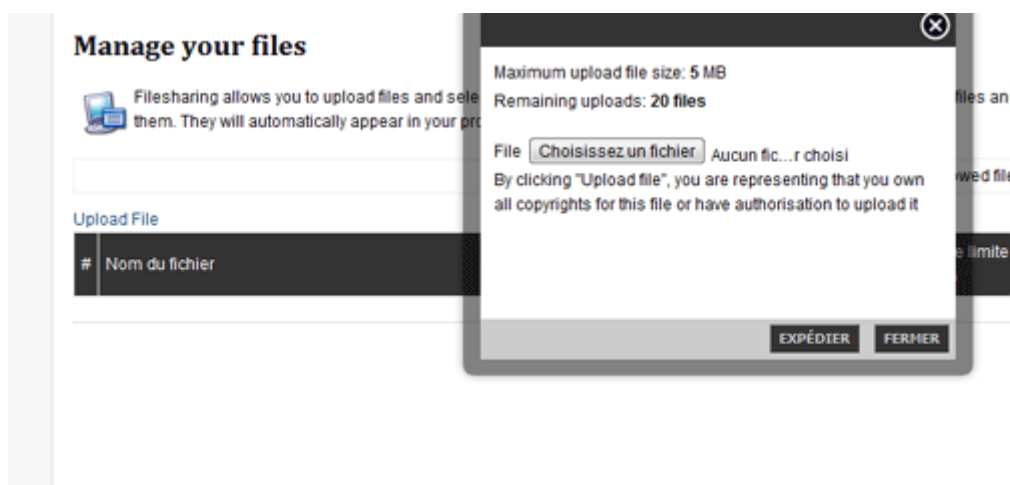 Manage your files
Filesharing allows you to upload files and sele
them. They will automatically appear in your pro
Upload File
# Nom du fichier
Maximum upload file size: 5 MB
Remaining uploads: 20 files
File Choisissez un fichier Aucun fic...r choisi
By clicking "Upload file", you are representing that you own
all copyrights for this file or have authorisation to upload it
EXPÉDIER FERMER
files an
wed file
e limite